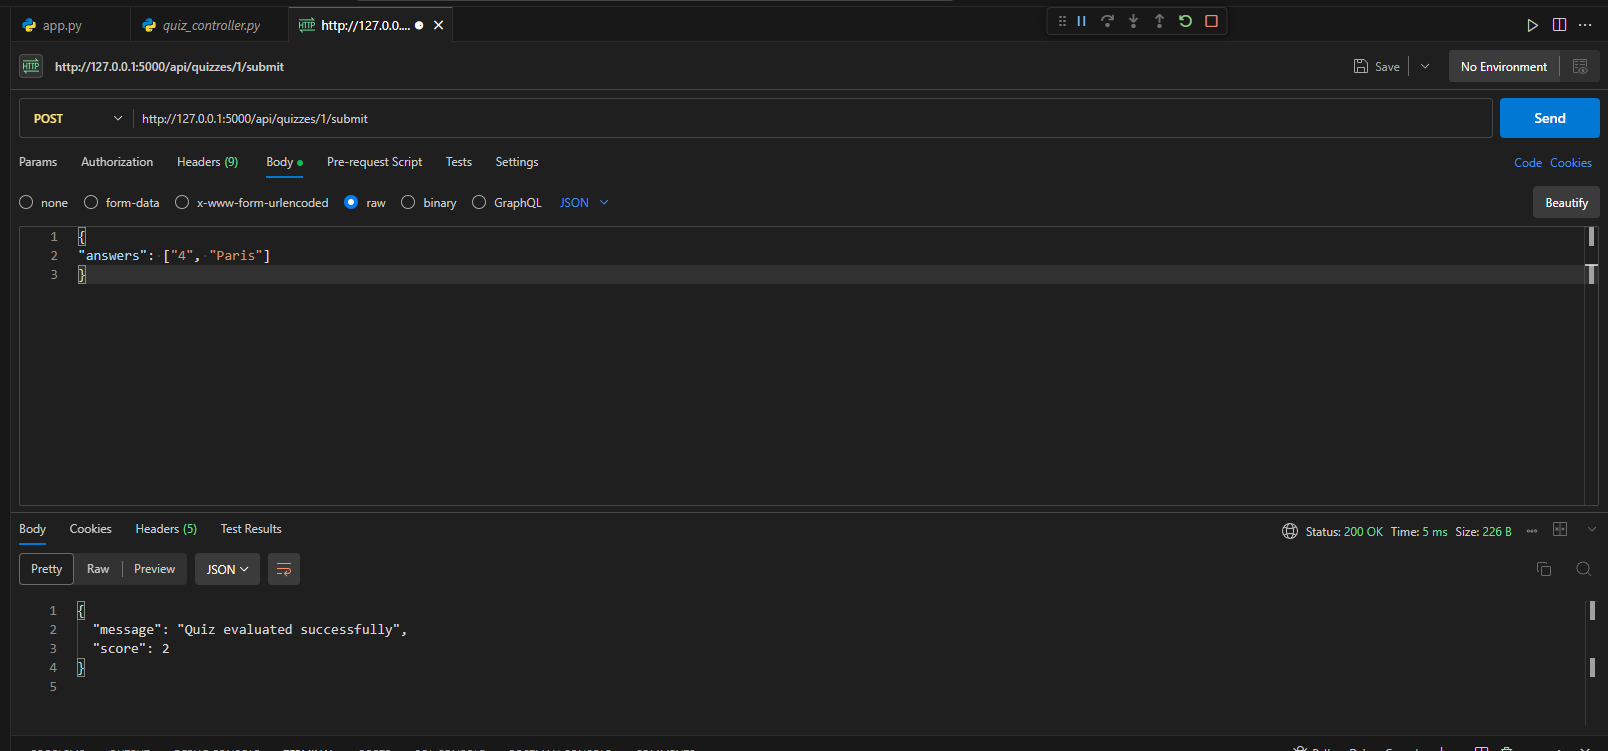 app.py
quiz_controller.py
http://127.0.0....
HTTP
http://127.0.0.1:5000/api/quizzes/1/submit
Save
No Environment
POST
http://127.0.0.1:5000/api/quizzes/1/submit
Send
Params Authorization Headers (9) Body Pre-request Script Tests Settings
Code Cookies
none form-data x-www-form-urlencoded raw binary GraphQL JSON
Beautify
1 {
2 "answers": ["4", "Paris"]
3 }
Body Cookies Headers (5) Test Results
Status: 200 OK Time: 5 ms Size: 226 B
Pretty Raw Preview JSON
1 {
2 "message": "Quiz evaluated successfully",
3 "score": 2
4 }
5